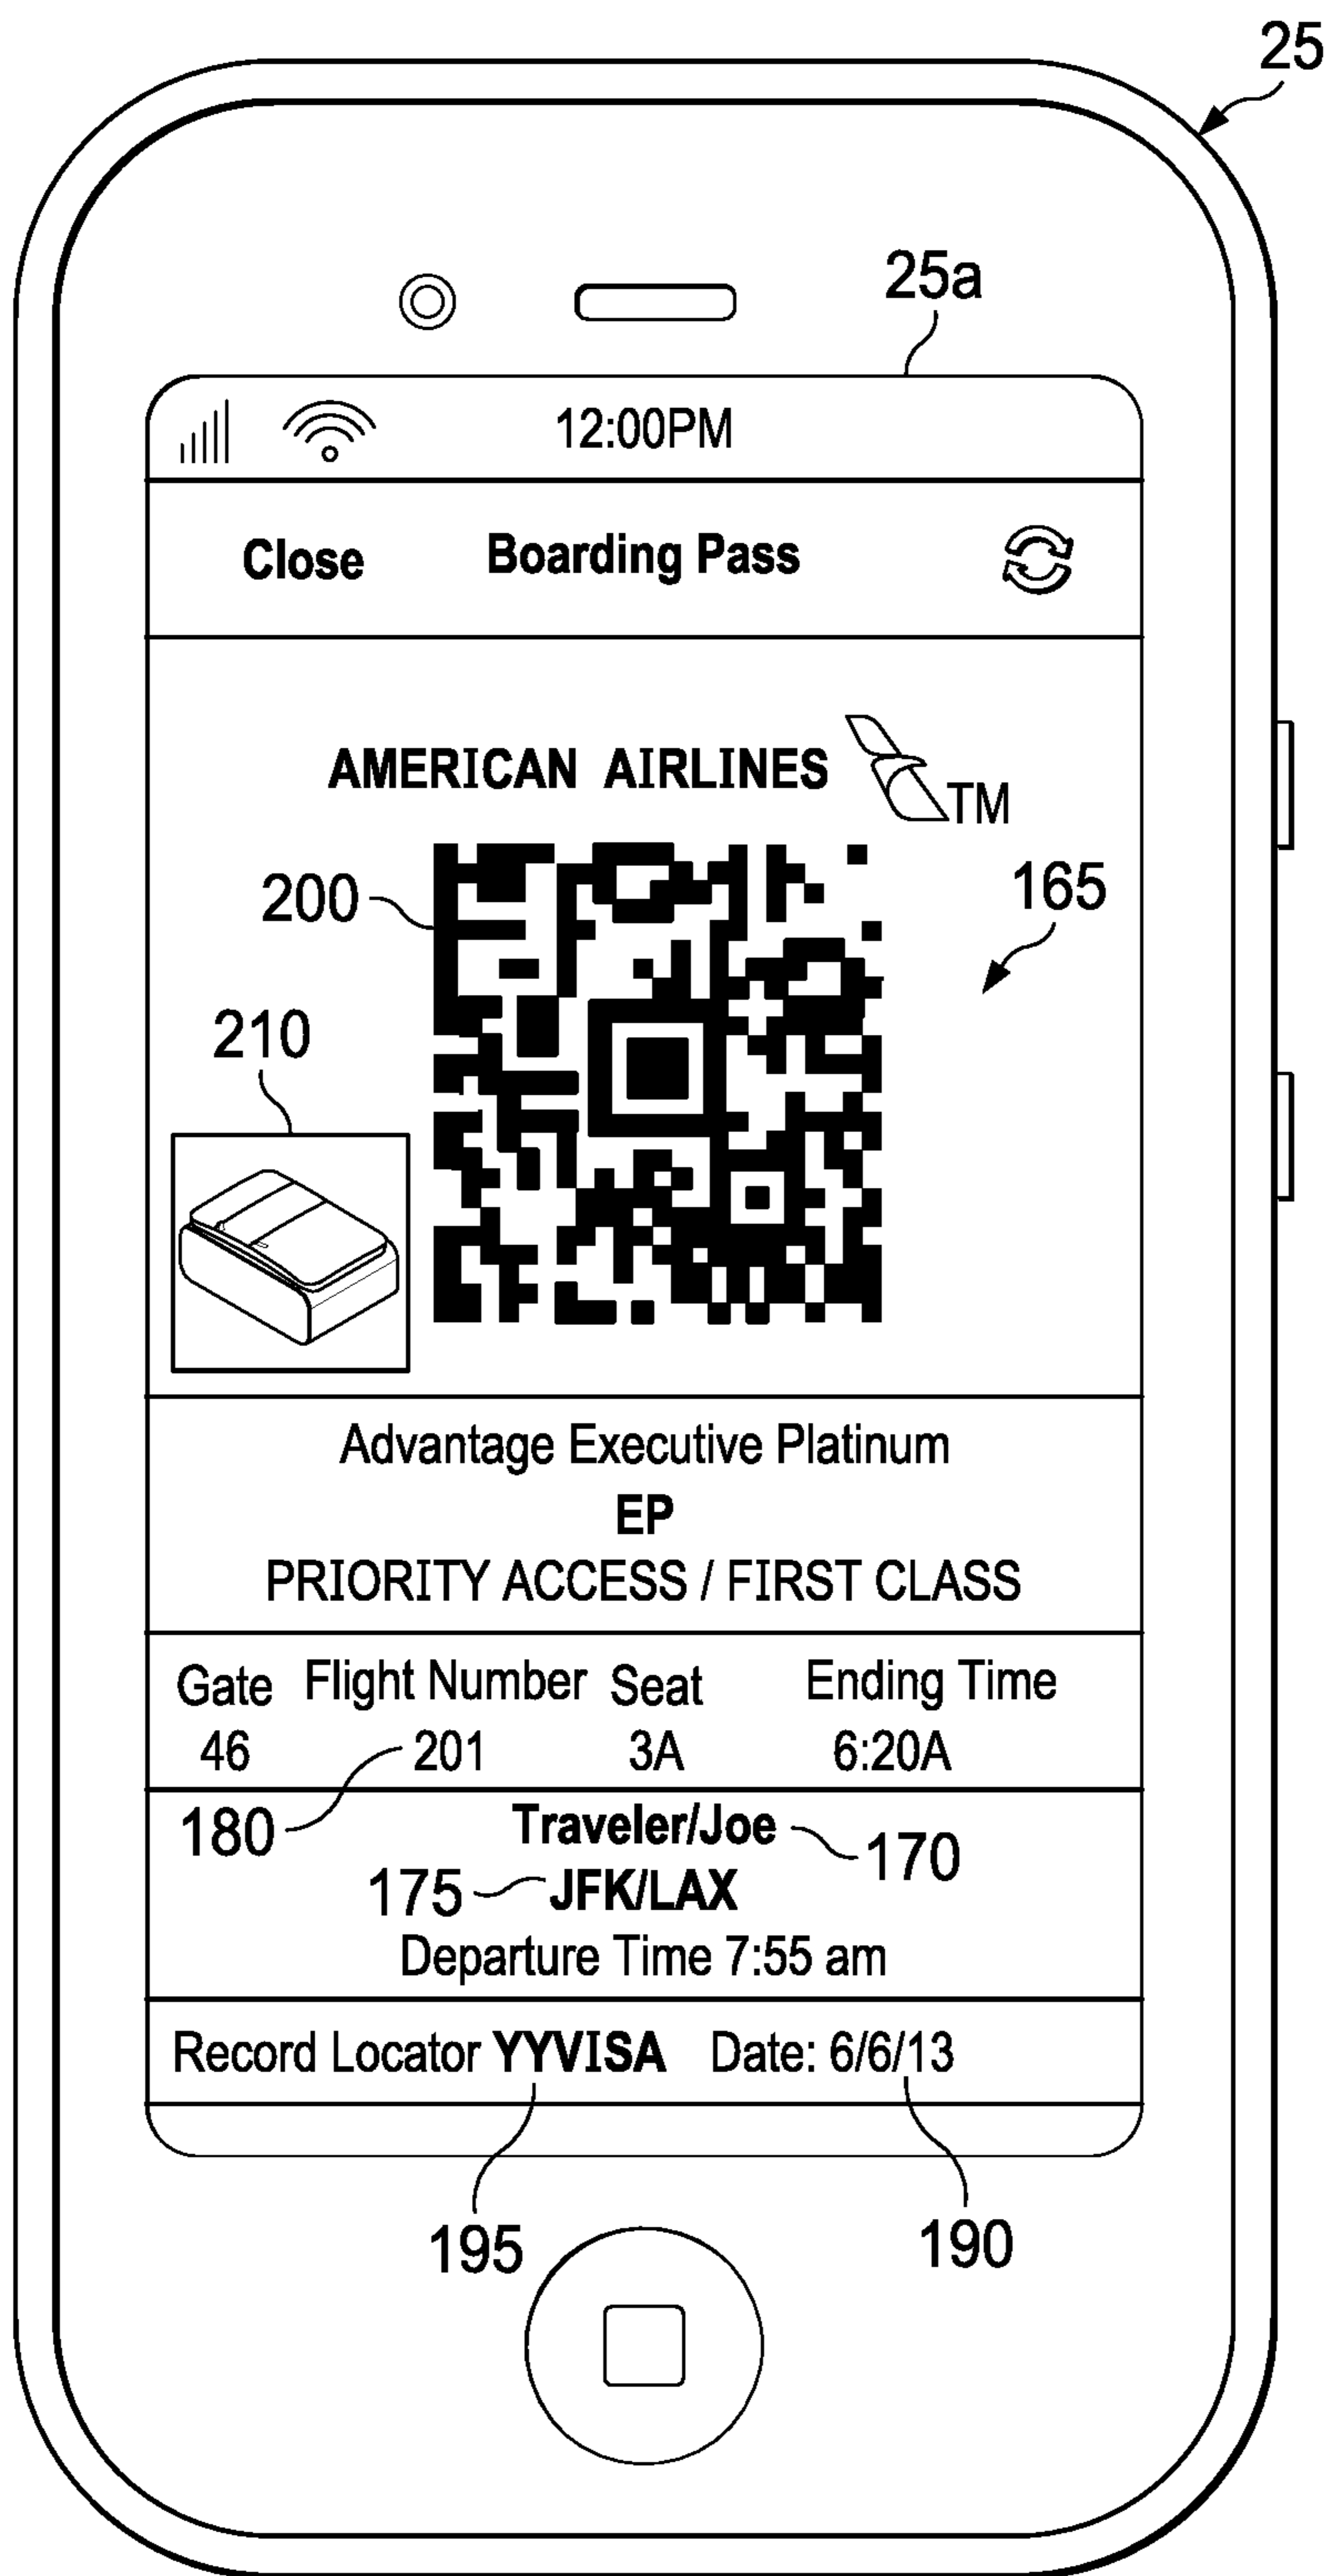 25
25a
12:00PM
Close Boarding Pass
AMERICAN AIRLINES TM
200
165
210
Advantage Executive Platinum
EP
PRIORITY ACCESS / FIRST CLASS
Gate Flight Number Seat Ending Time
46 201 3A 6:20A
180 Traveler/Joe 170
175 JFK/LAX
Departure Time 7:55 am
Record Locator YYVISA Date: 6/6/13
195 190